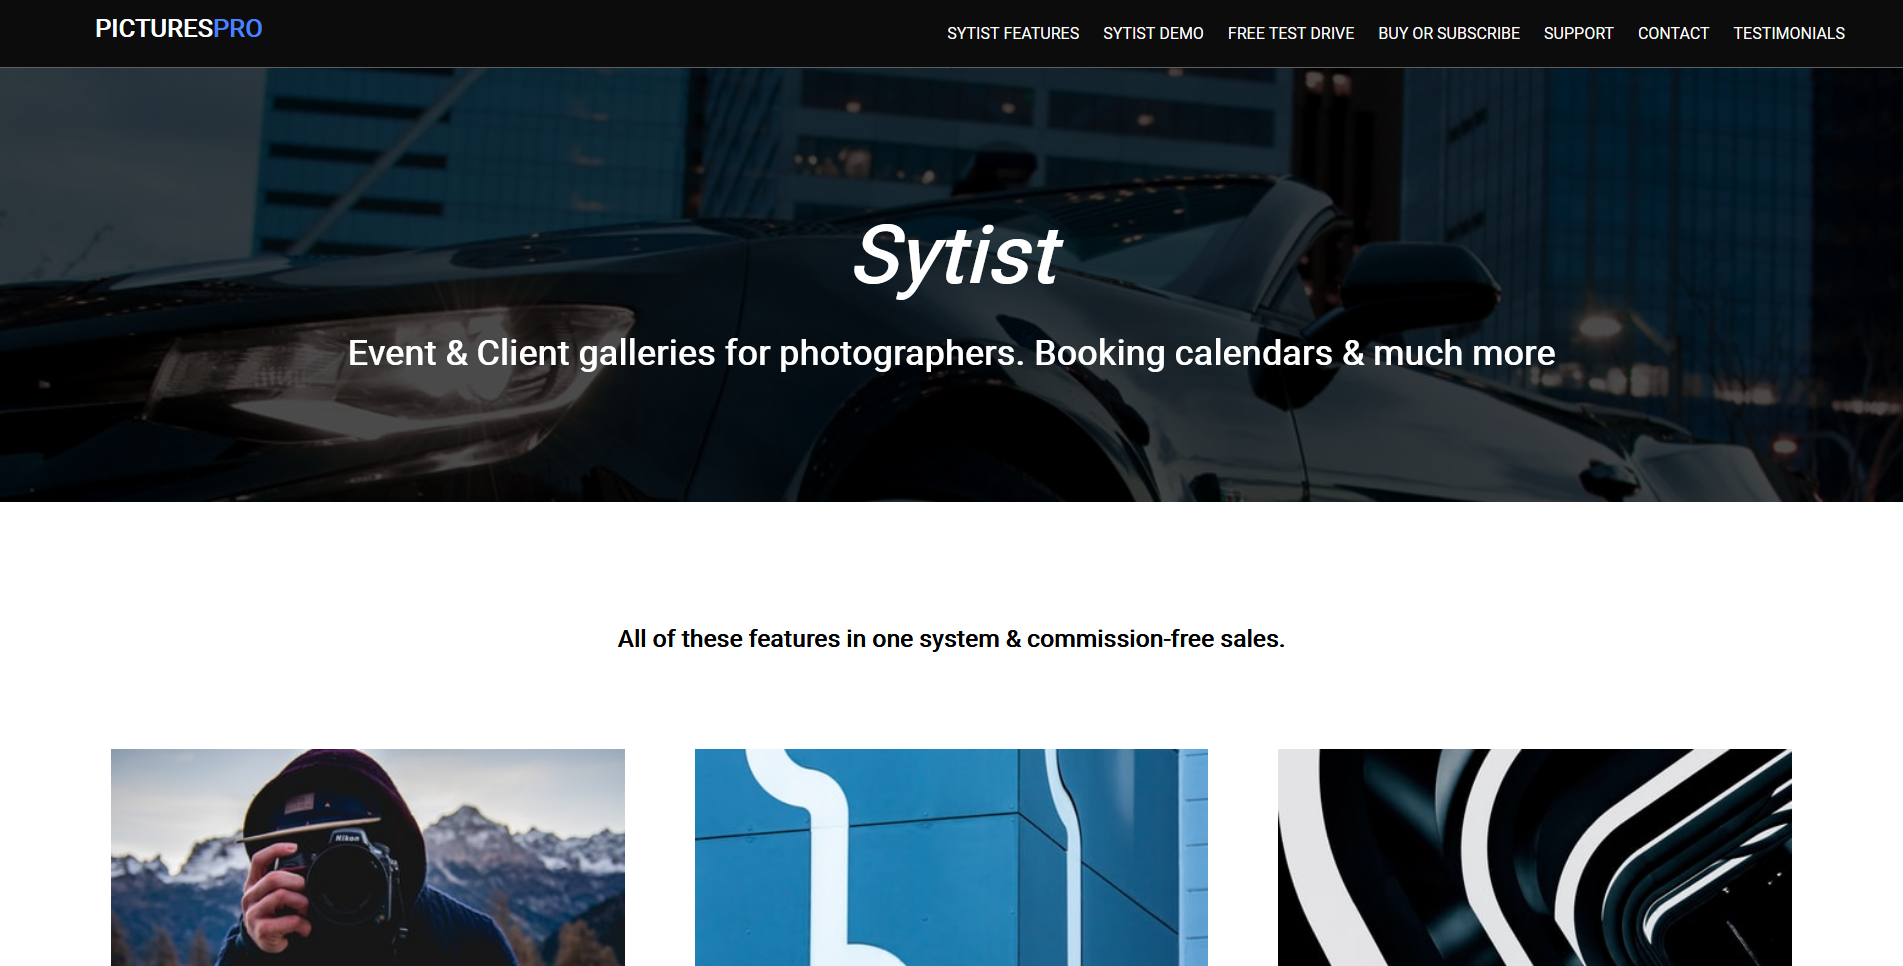 PICTURESPRO
SYTIST FEATURES SYTIST DEMO FREE TEST DRIVE BUY OR SUBSCRIBE SUPPORT CONTACT TESTIMONIALS
Sytist
Event & Client galleries for photographers. Booking calendars & much more
All of these features in one system & commission-free sales.
Nikon